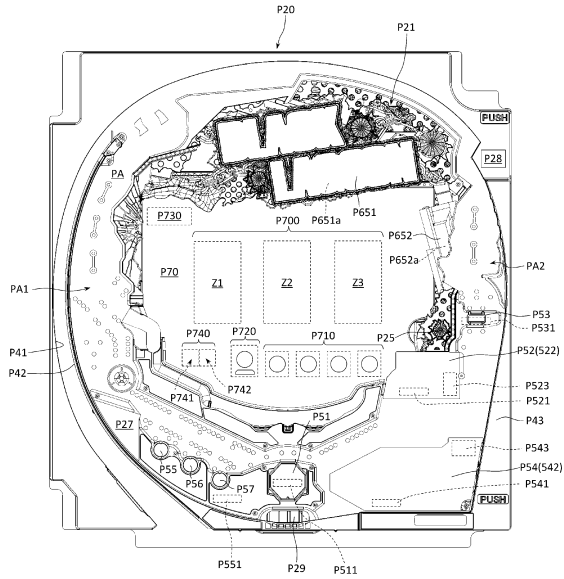 P20
P21
PUSH
P28
PA
P651a
P651
P730
P700
P652
P70
P652a
Z1
Z2
Z3
PA2
PA1
P53
P25
P531
P740
P720
P710
P41
P52(522)
P42
P742
P741
P523
P51
P521
P43
P27
P543
P55
P54(542)
P56
P57
P541
PUSH
P551
P29
P511